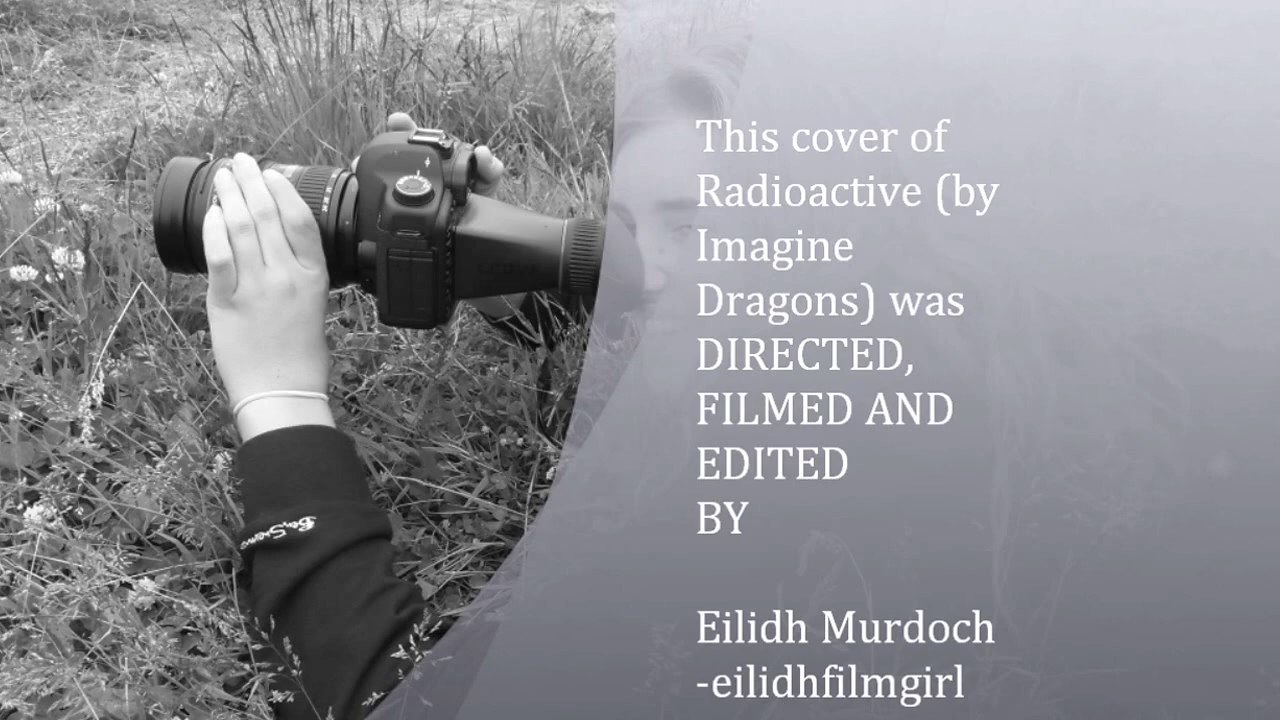 This cover of
Radioactive (by
Imagine
Dragons) was
DIRECTED,
FILMED AND
EDITED
BY
Eilidh Murdoch
-eilidhfilmgirl